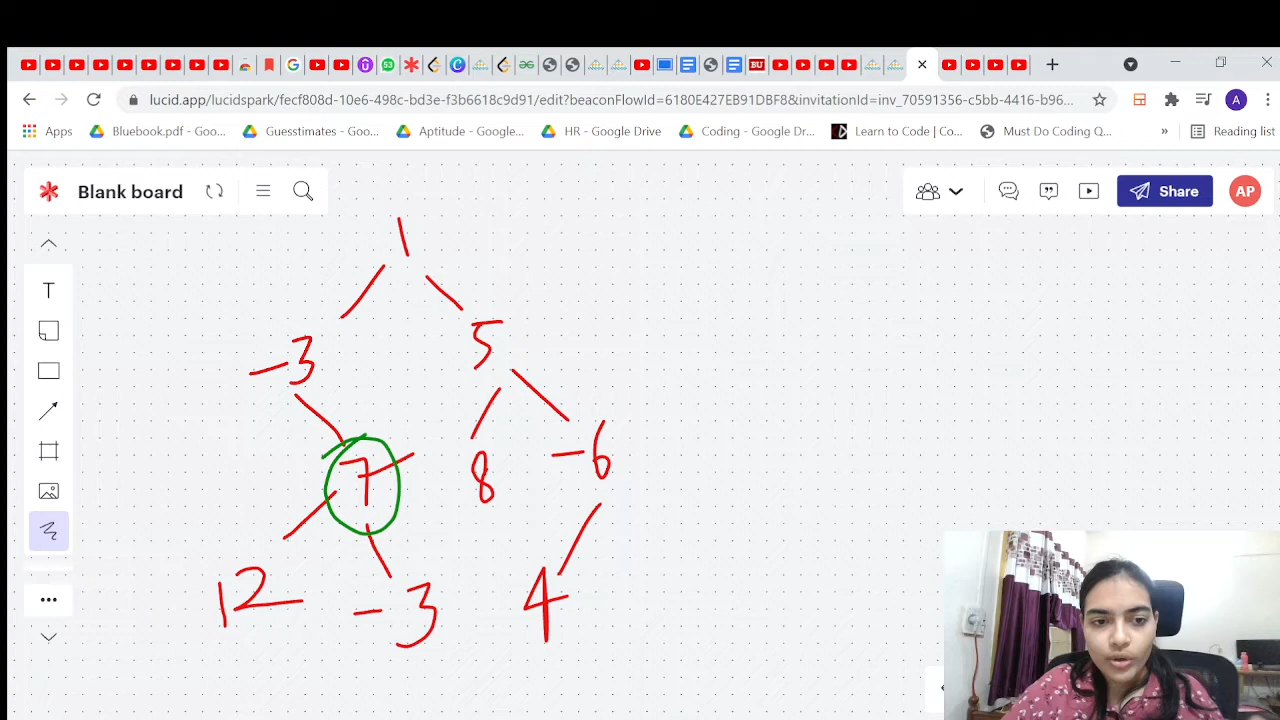 53
BU
lucid.app/lucidspark/fecf808d-10e6-498c-bd3e-f3b6618c9d91/edit?beaconFlowId=6180E427EB91DBF8&invitationId=inv_70591356-c5bb-4416-b96...
A
Apps Bluebook.pdf - Goo... Guesstimates - Goo... Aptitude - Google... HR - Google Drive Coding - Google Dr... Learn to Code | Co... Must Do Coding Q... » Reading list
Blank board Share AP
T
1
-3 5
7 8 -6
12 -3 4